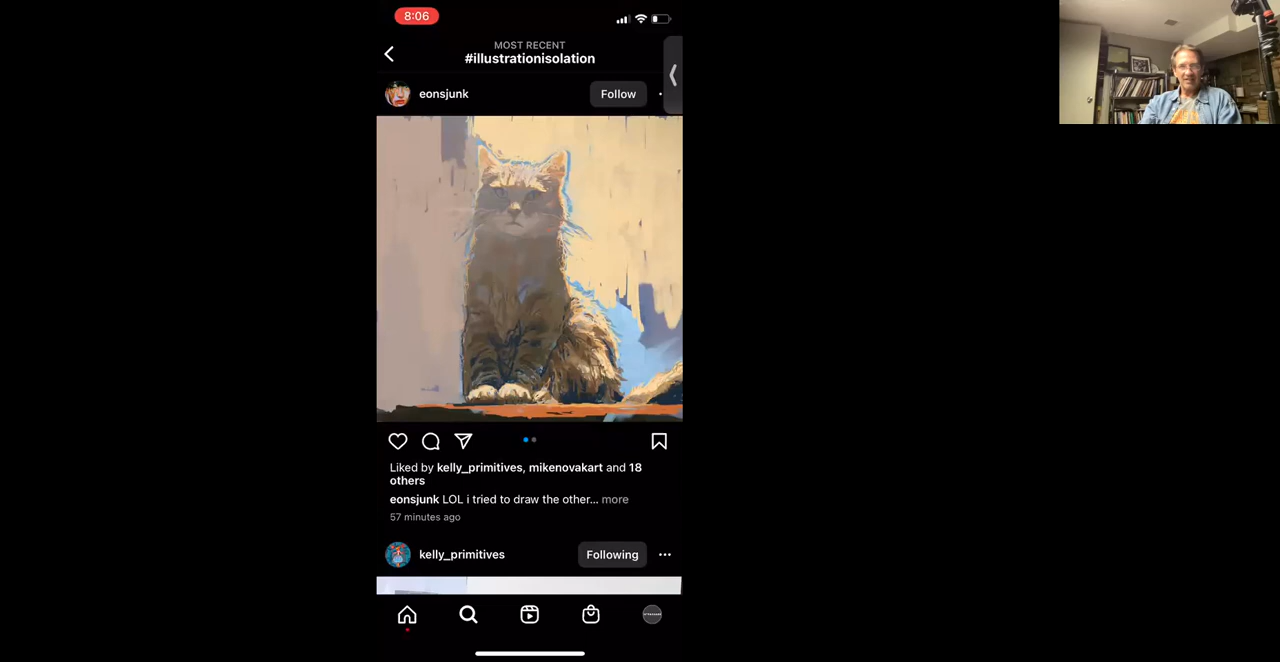 8:06
MOST RECENT
#illustrationisolation
eonsjunk
Follow
Liked by kelly_primitives, mikenovakart and 18
others
eonsjunk LOL i tried to draw the other... more
57 minutes ago
kelly_primitives
Following